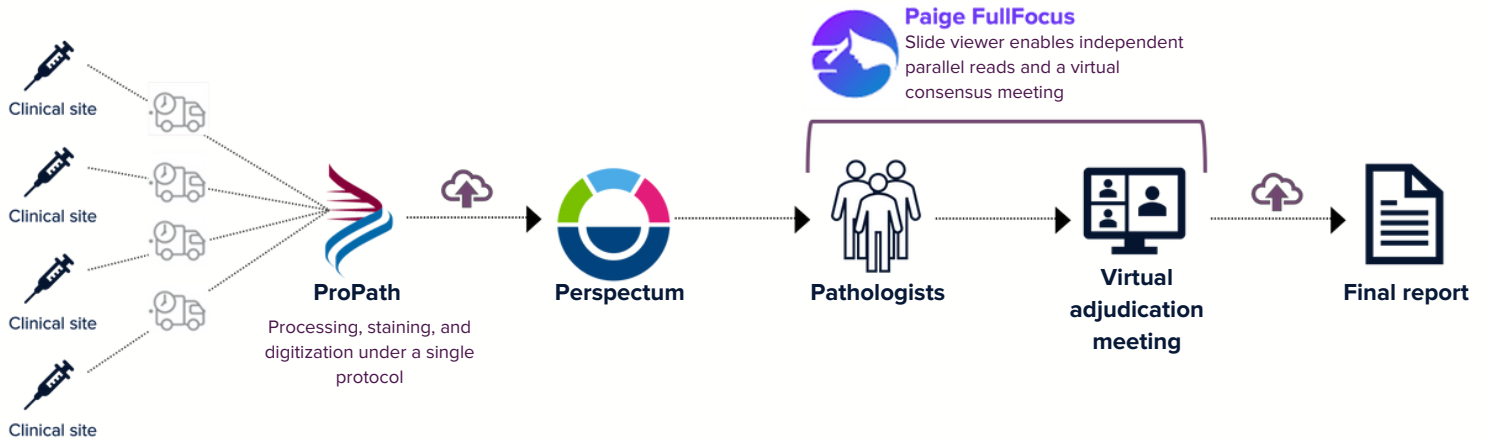 Paige FullFocus
Slide viewer enables independent
parallel reads and a virtual
consensus meeting
Clinical site
Clinical site
Clinical site
Clinical site
ProPath
Processing, staining, and
digitization under a single
protocol
Perspectum
Pathologists
Virtual
adjudication
meeting
Final report